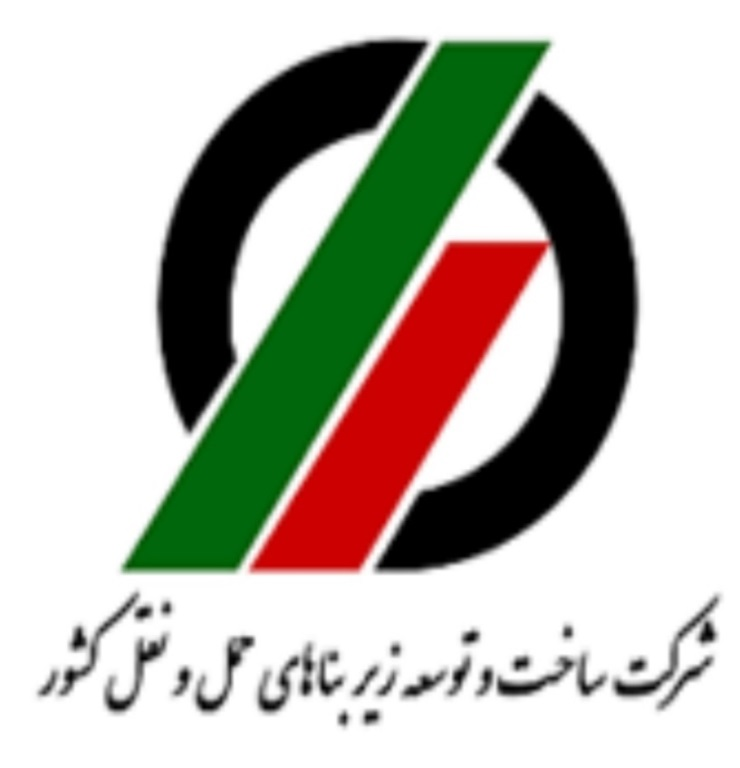 شرکت ساخت و توسعه زیربناهای حمل و نقل کشور